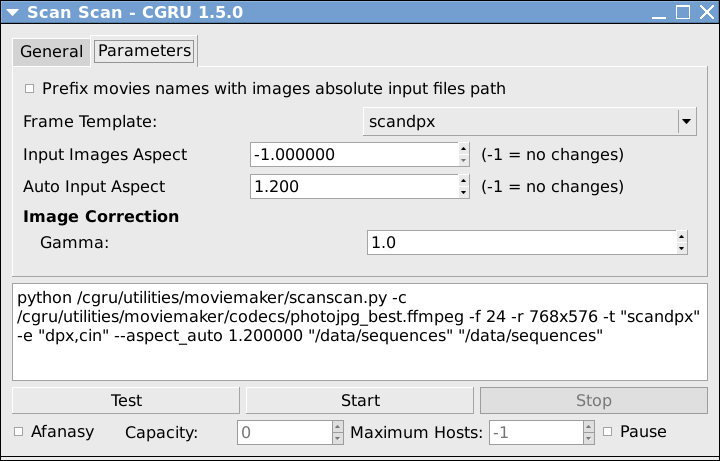 Scan Scan - CGRU 1.5.0
General Parameters
Prefix movies names with images absolute input files path
Frame Template: scandpx
Input Images Aspect -1.000000 (-1 = no changes)
Auto Input Aspect 1.200 (-1 = no changes)
Image Correction
Gamma: 1.0
python /cgru/utilities/moviemaker/scanscan.py -c
/cgru/utilities/moviemaker/codecs/photojpg_best.ffmpeg -f 24 -r 768x576 -t "scandpx"
-e "dpx,cin" --aspect_auto 1.200000 "/data/sequences" "/data/sequences"
Test Start Stop
Afanasy Capacity: 0 Maximum Hosts: -1 Pause